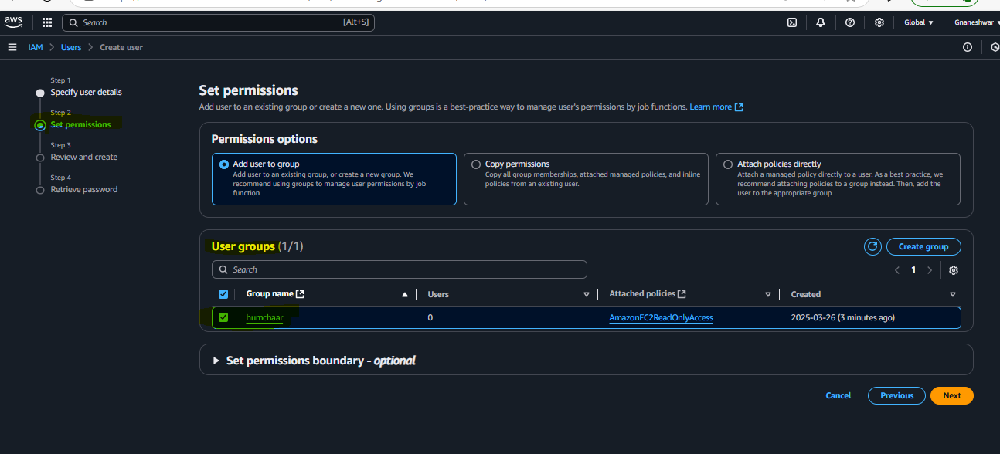 aws
Search [Alt+S]
Global
Gnaneshwar
IAM > Users > Create user
Step 1
Specify user details
Step 2
Set permissions
Step 3
Review and create
Step 4
Retrieve password
Set permissions
Add user to an existing group or create a new one. Using groups is a best-practice way to manage user's permissions by job functions. Learn more
Permissions options
Add user to group
Add user to an existing group, or create a new group. We
recommend using groups to manage user permissions by job
function.
Copy permissions
Copy all group memberships, attached managed policies, and inline
policies from an existing user.
Attach policies directly
Attach a managed policy directly to a user. As a best practice, we
recommend attaching policies to a group instead. Then, add the
user to the appropriate group.
User groups (1/1)
Create group
Search
1
Group name Users Attached policies Created
humchaar 0 AmazonEC2ReadOnlyAccess 2025-03-26 (3 minutes ago)
Set permissions boundary - optional
Cancel Previous Next